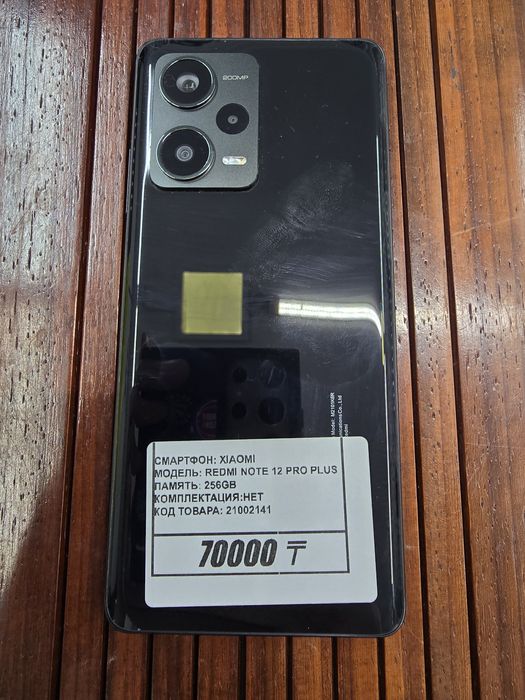 200MP
СМАРТФОН: XIAOMI
МОДЕЛЬ: REDMI NOTE 12 PRO PLUS
ПАМЯТЬ: 256GB
КОМПЛЕКТАЦИЯ:НЕТ
КОД ТОВАРА: 21002141
70000 ₸